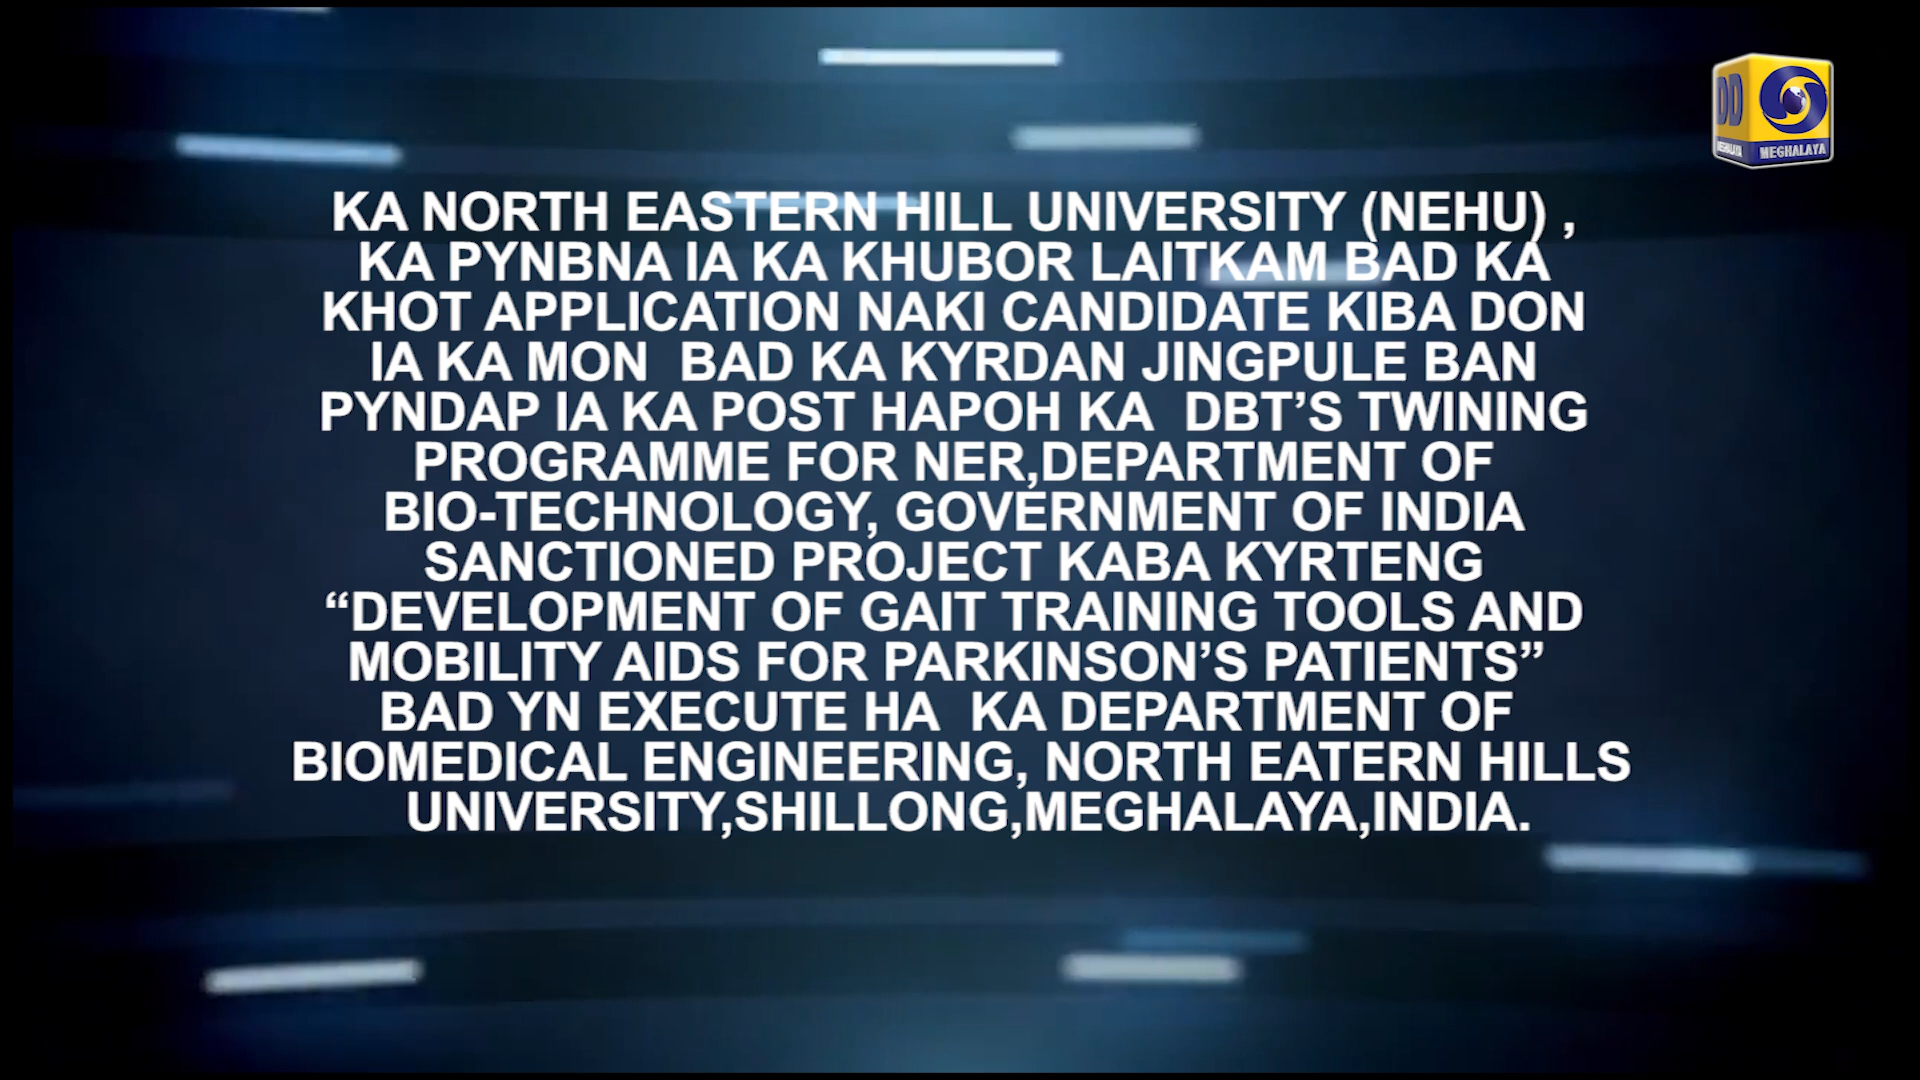 DD
MEGHALAYA
MEGHALAYA
KA NORTH EASTERN HILL UNIVERSITY (NEHU) ,
KA PYNBNA IA KA KHUBOR LAITKAM BAD KA
KHOT APPLICATION NAKI CANDIDATE KIBA DON
IA KA MON BAD KA KYRDAN JINGPULE BAN
PYNDAP IA KA POST HAPOH KA DBT’S TWINING
PROGRAMME FOR NER,DEPARTMENT OF
BIO-TECHNOLOGY, GOVERNMENT OF INDIA
SANCTIONED PROJECT KABA KYRTENG
“DEVELOPMENT OF GAIT TRAINING TOOLS AND
MOBILITY AIDS FOR PARKINSON’S PATIENTS”
BAD YN EXECUTE HA KA DEPARTMENT OF
BIOMEDICAL ENGINEERING, NORTH EATERN HILLS
UNIVERSITY,SHILLONG,MEGHALAYA,INDIA.